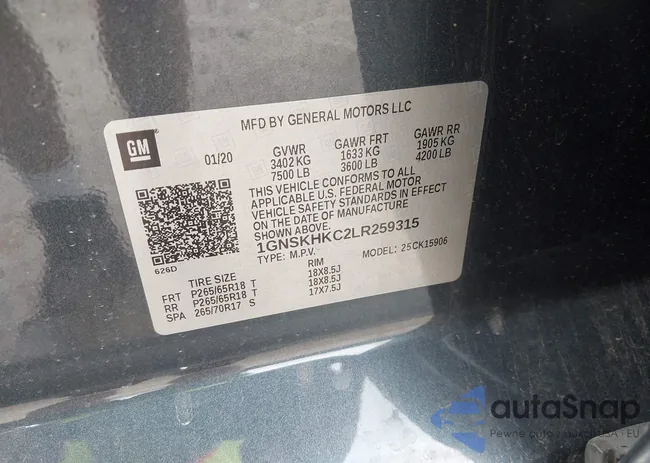 MFD BY GENERAL MOTORS LLC
GM
01/20
GVWR GAWR FRT GAWR RR
3402 KG 1633 KG 1905 KG
7500 LB 3600 LB 4200 LB
THIS VEHICLE CONFORMS TO ALL
APPLICABLE U.S. FEDERAL MOTOR
VEHICLE SAFETY STANDARDS IN EFFECT
ON THE DATE OF MANUFACTURE
SHOWN ABOVE.
1GNSKHKC2LR259315
626D
TYPE: M.P.V. MODEL: 25CK15906
TIRE SIZE RIM
FRT P265/65R18 T 18X8.5J
RR P265/65R18 T 18X8.5J
SPA 265/70R17 S 17X7.5J
autaSnap